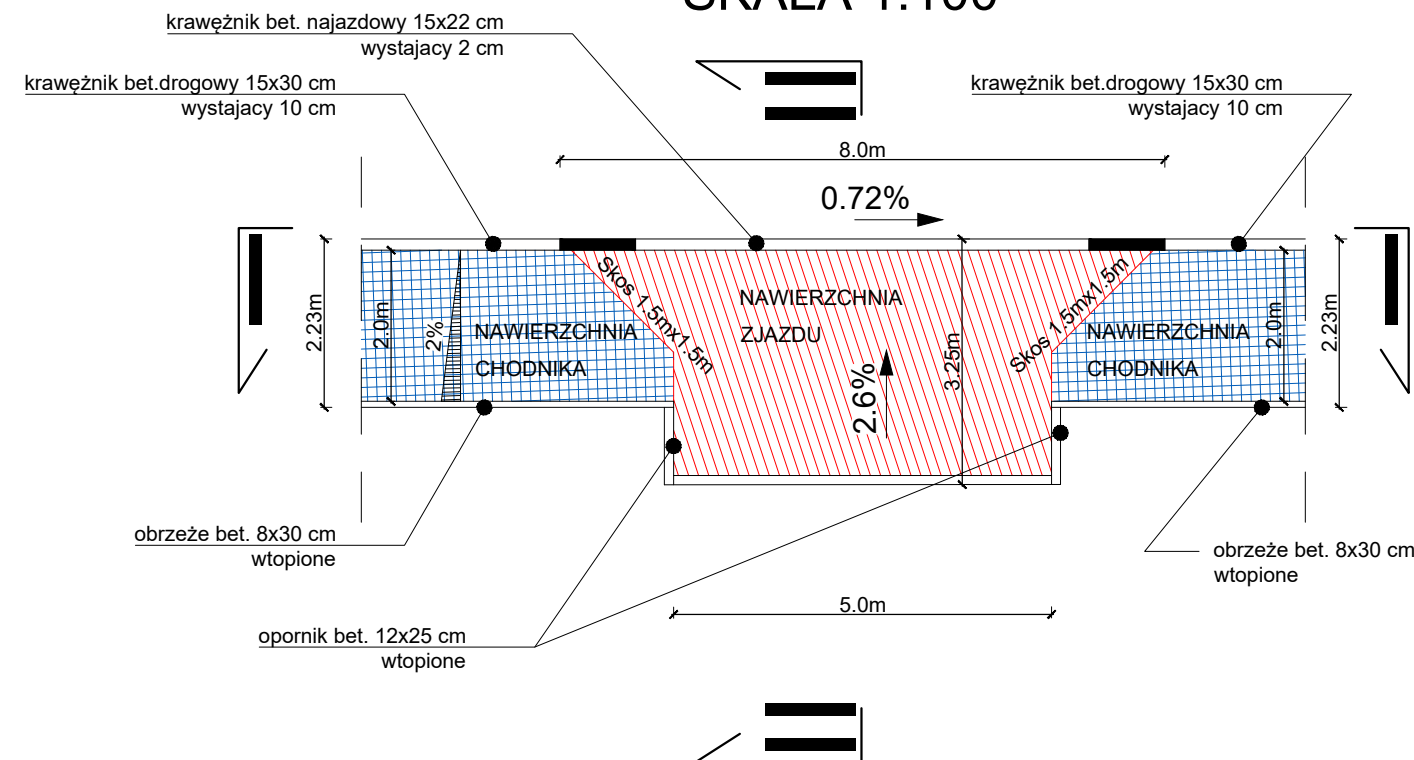 SKALA 1:100
krawężnik bet. najazdowy 15x22 cm
wystajacy 2 cm
krawężnik bet.drogowy 15x30 cm
wystajacy 10 cm
krawężnik bet.drogowy 15x30 cm
wystajacy 10 cm
8.0m
0.72%
Skos 1.5mx1.5m
Skos 1.5mx1.5m
NAWIERZCHNIA
ZJAZDU
2.23m
2.0m
2%
NAWIERZCHNIA
CHODNIKA
2.6%
3.25m
NAWIERZCHNIA
CHODNIKA
2.0m
2.23m
obrzeże bet. 8x30 cm
wtopione
obrzeże bet. 8x30 cm
wtopione
5.0m
opornik bet. 12x25 cm
wtopione